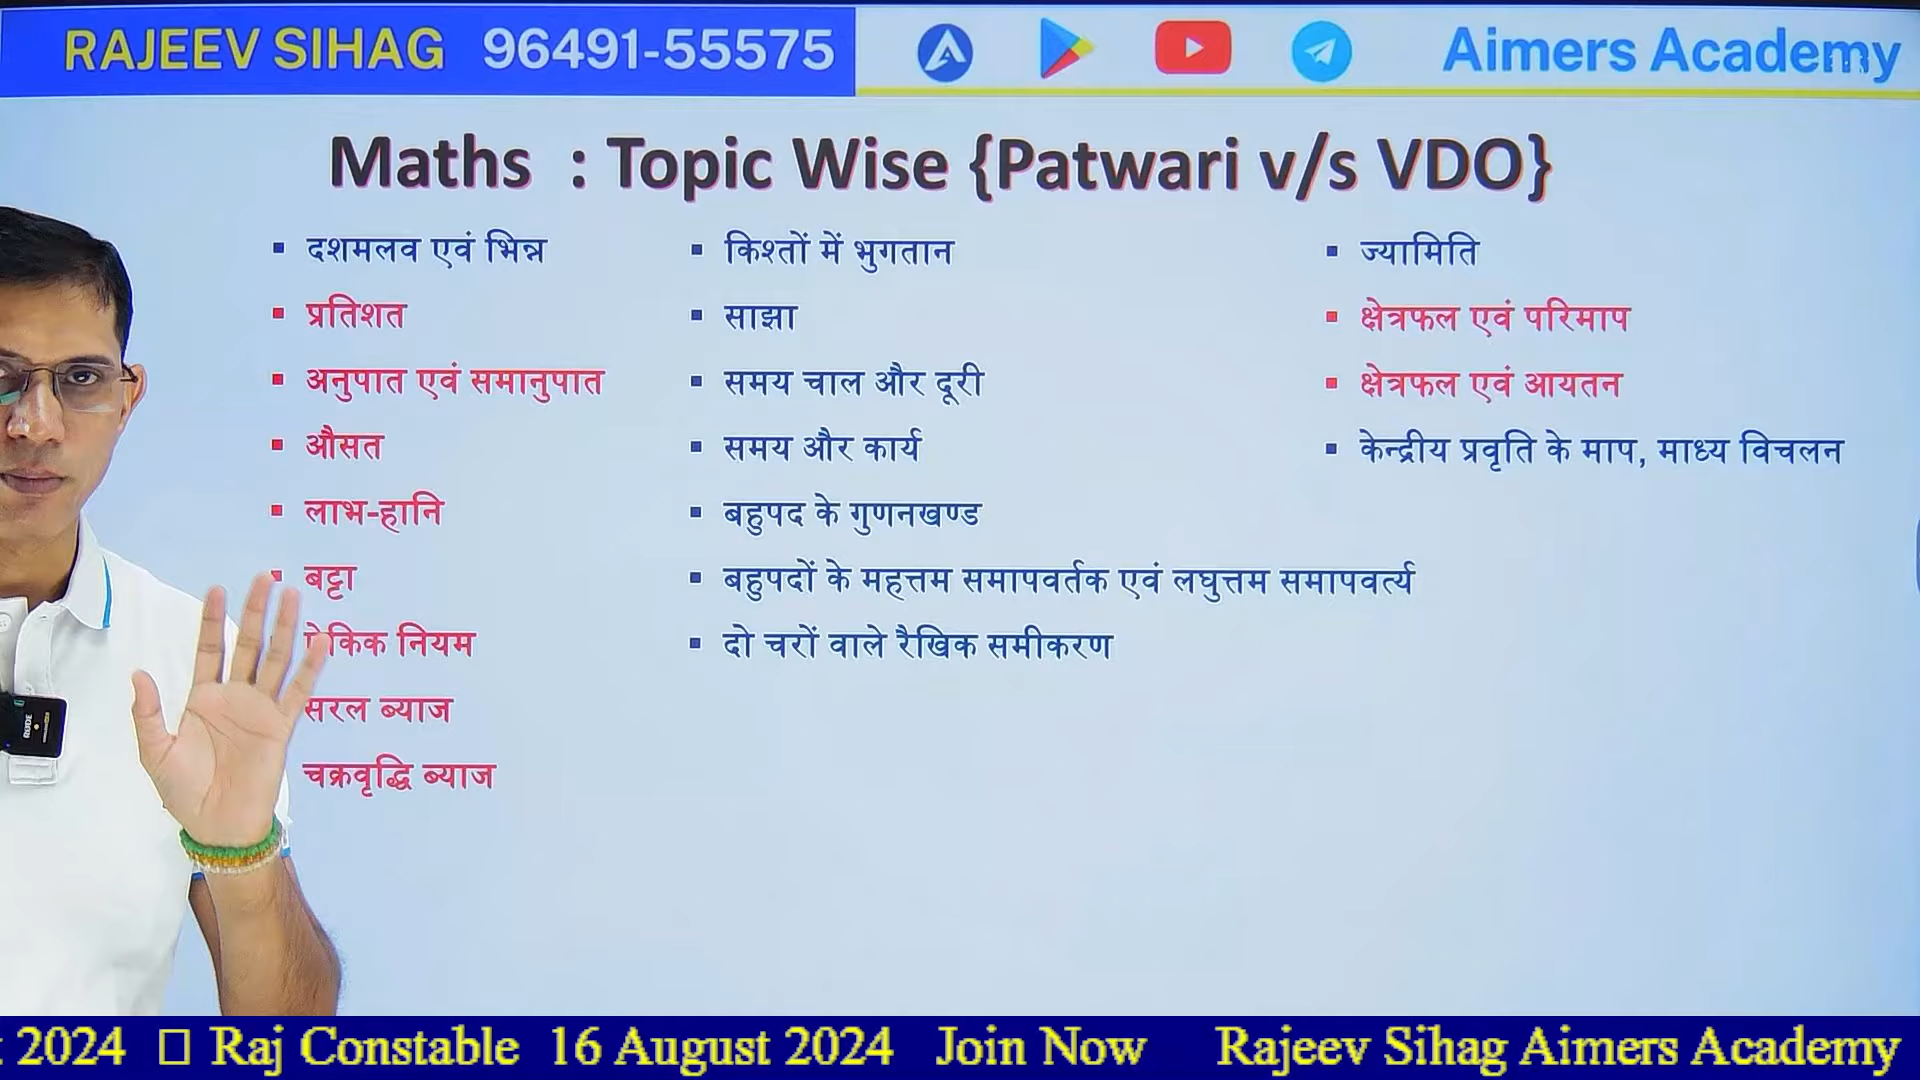 RAJEEV SIHAG 96491-55575
Aimers Academy
Maths : Topic Wise {Patwari v/s VDO}
▪ दशमलव एवं भिन्न
▪ प्रतिशत
▪ अनुपात एवं समानुपात
▪ औसत
▪ लाभ-हानि
▪ बट्टा
नियम
सरल ब्याज
चक्रवृद्धि ब्याज
▪ किश्तों में भुगतान
▪ साझा
▪ समय चाल और दूरी
▪ समय और कार्य
▪ बहुपद के गुणनखण्ड
▪ बहुपदों के महत्तम समापवर्तक एवं लघुत्तम समापवर्त्य
▪ दो चरों वाले रैखिक समीकरण
▪ ज्यामिति
▪ क्षेत्रफल एवं परिमाप
▪ क्षेत्रफल एवं आयतन
▪ केन्द्रीय प्रवृति के माप, माध्य विचलन
RODE
2024 Raj Constable 16 August 2024 Join Now Rajeev Sihag Aimers Academy